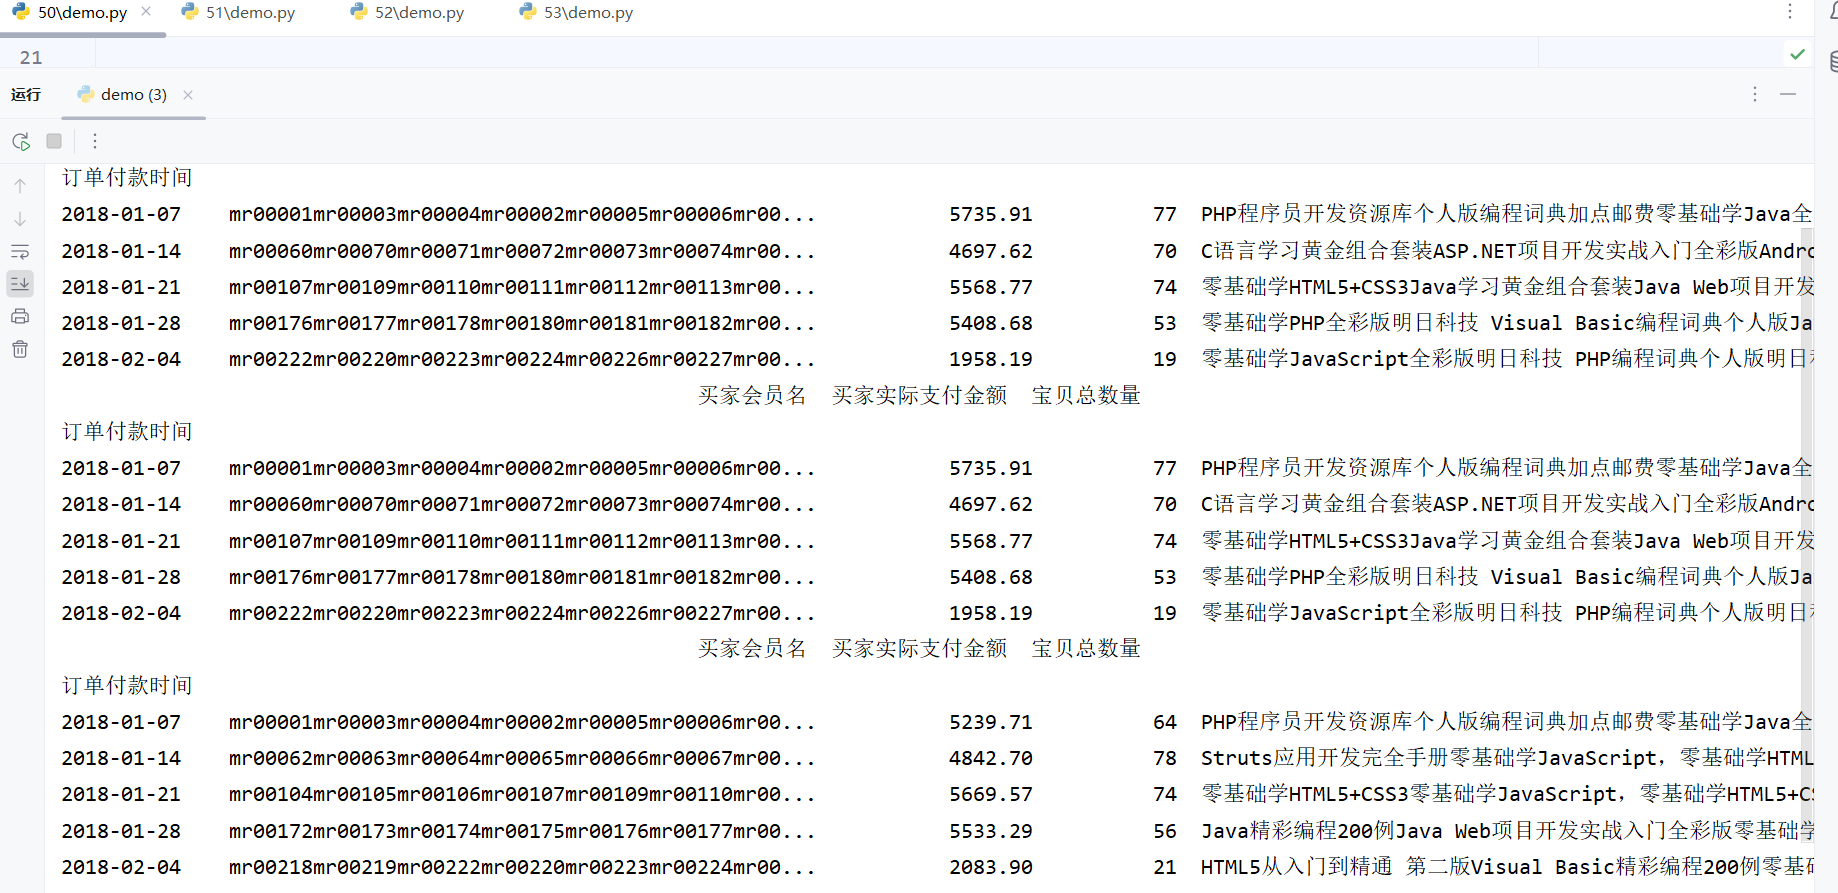 50\demo.py 51\demo.py 52\demo.py 53\demo.py
21
运行 demo (3)
订单付款时间
2018-01-07 mr00001mr00003mr00004mr00002mr00005mr00006mr00... 5735.91 77 PHP程序员开发资源库个人版编程词典加点邮费零基础学Java全
2018-01-14 mr00060mr00070mr00071mr00072mr00073mr00074mr00... 4697.62 70 C语言学习黄金组合套装ASP.NET项目开发实战入门全彩版Andro
2018-01-21 mr00107mr00109mr00110mr00111mr00112mr00113mr00... 5568.77 74 零基础学HTML5+CSS3Java学习黄金组合套装Java Web项目开发
2018-01-28 mr00176mr00177mr00178mr00180mr00181mr00182mr00... 5408.68 53 零基础学PHP全彩版明日科技 Visual Basic编程词典个人版Ja
2018-02-04 mr00222mr00220mr00223mr00224mr00226mr00227mr00... 1958.19 19 零基础学JavaScript全彩版明日科技 PHP编程词典个人版明日
买家会员名 买家实际支付金额 宝贝总数量
订单付款时间
2018-01-07 mr00001mr00003mr00004mr00002mr00005mr00006mr00... 5735.91 77 PHP程序员开发资源库个人版编程词典加点邮费零基础学Java全
2018-01-14 mr00060mr00070mr00071mr00072mr00073mr00074mr00... 4697.62 70 C语言学习黄金组合套装ASP.NET项目开发实战入门全彩版Andro
2018-01-21 mr00107mr00109mr00110mr00111mr00112mr00113mr00... 5568.77 74 零基础学HTML5+CSS3Java学习黄金组合套装Java Web项目开发
2018-01-28 mr00176mr00177mr00178mr00180mr00181mr00182mr00... 5408.68 53 零基础学PHP全彩版明日科技 Visual Basic编程词典个人版Ja
2018-02-04 mr00222mr00220mr00223mr00224mr00226mr00227mr00... 1958.19 19 零基础学JavaScript全彩版明日科技 PHP编程词典个人版明日
买家会员名 买家实际支付金额 宝贝总数量
订单付款时间
2018-01-07 mr00001mr00003mr00004mr00002mr00005mr00006mr00... 5239.71 64 PHP程序员开发资源库个人版编程词典加点邮费零基础学Java全
2018-01-14 mr00062mr00063mr00064mr00065mr00066mr00067mr00... 4842.70 78 Struts应用开发完全手册零基础学JavaScript，零基础学HTML
2018-01-21 mr00104mr00105mr00106mr00107mr00109mr00110mr00... 5669.57 74 零基础学HTML5+CSS3零基础学JavaScript，零基础学HTML5+CS
2018-01-28 mr00172mr00173mr00174mr00175mr00176mr00177mr00... 5533.29 56 Java精彩编程200例Java Web项目开发实战入门全彩版零基础学
2018-02-04 mr00218mr00219mr00222mr00220mr00223mr00224mr00... 2083.90 21 HTML5从入门到精通 第二版Visual Basic精彩编程200例零基础